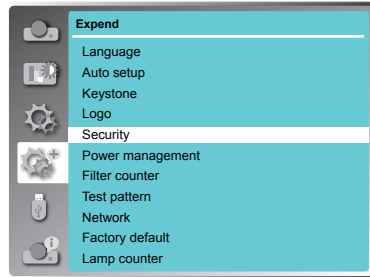 Expend
Language
Auto setup
Keystone
Logo
Security
Power management
Filter counter
Test pattern
Network
Factory default
Lamp counter